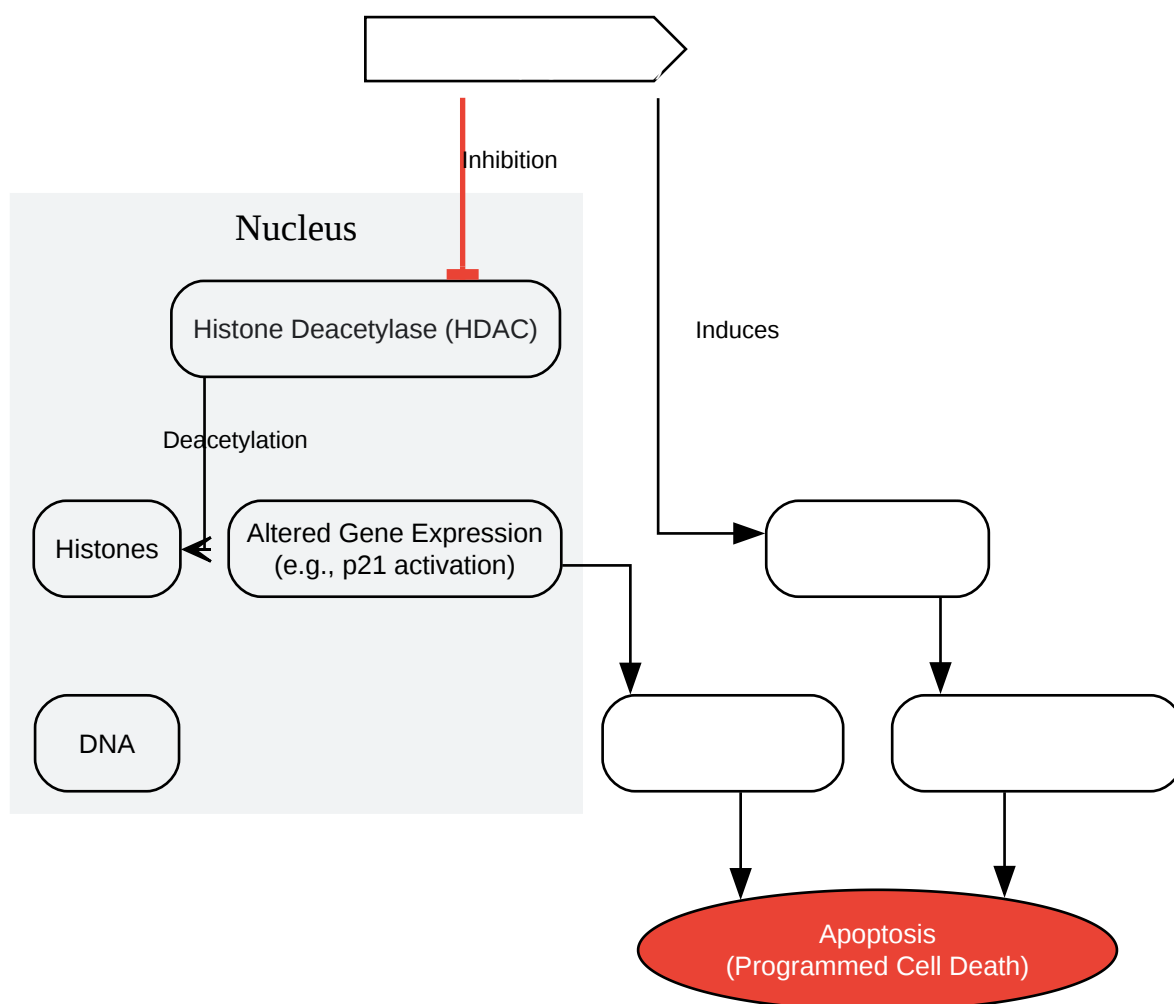 Inhibition
Nucleus
Histone Deacetylase (HDAC)
Induces
Deacetylation
Histones
Altered Gene Expression
(e.g., p21 activation)
DNA
Apoptosis
(Programmed Cell Death)